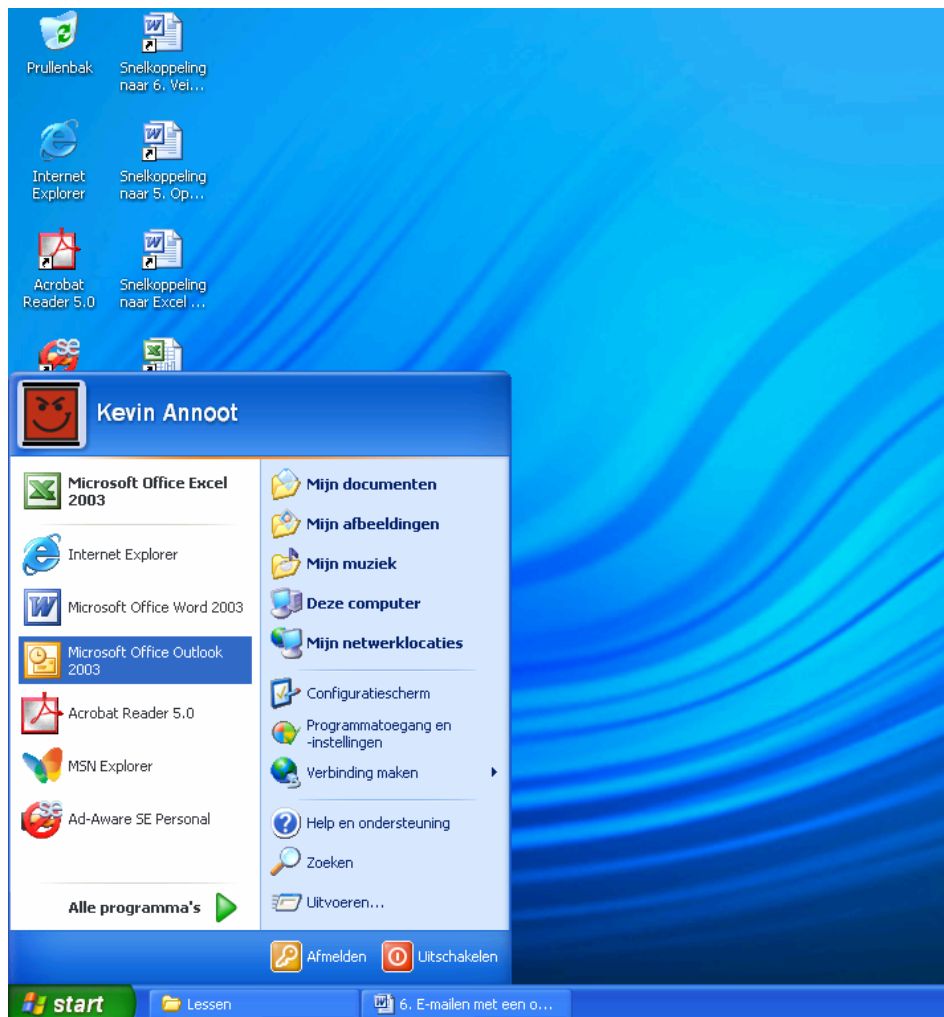 Prullenbak
Snelkoppeling
naar 6. Vei...
Internet
Explorer
Snelkoppeling
naar 5. Op...
Acrobat
Reader 5.0
Snelkoppeling
naar Excel ...
SE
Kevin Annoot
Microsoft Office Excel
2003
Internet Explorer
Microsoft Office Word 2003
Microsoft Office Outlook
2003
Acrobat Reader 5.0
MSN Explorer
Ad-Aware SE Personal
Alle programma's
Mijn documenten
Mijn afbeeldingen
Mijn muziek
Deze computer
Mijn netwerklocaties
Configuratiescherm
Programmatoegang en
-instellingen
Verbinding maken
Help en ondersteuning
Zoeken
Uitvoeren...
Afmelden
Uitschakelen
start
Lessen
6. E-mailen met een o...